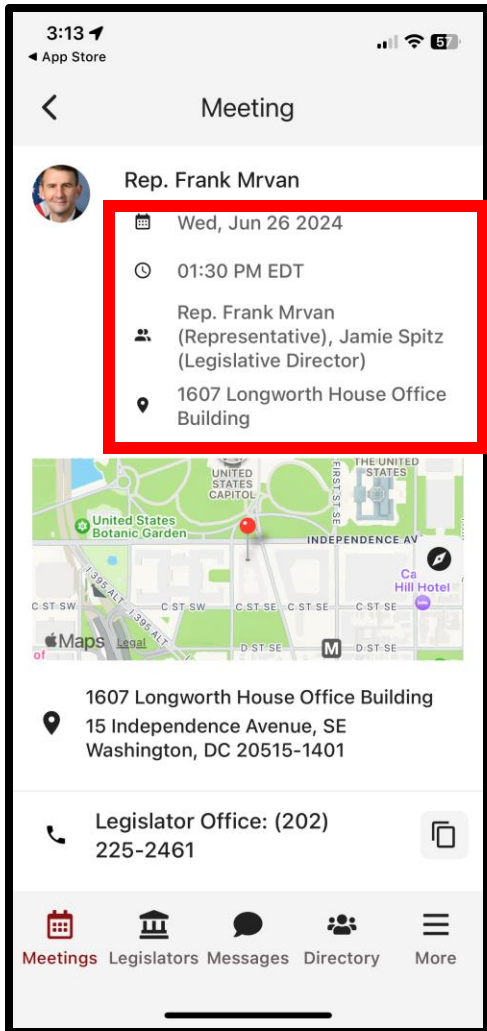 3:13
57
App Store
Meeting
Rep. Frank Mrvan
Wed, Jun 26 2024
01:30 PM EDT
Rep. Frank Mrvan
(Representative), Jamie Spitz
(Legislative Director)
1607 Longworth House Office
Building
UNITED
STATES
CAPITOL
FIRST ST SE
THE UNITED
STATES
United States
Botanic Garden
INDEPENDENCE AV
I 395 ALT
Ca
Hill Hotel
C ST SW
C ST SW
C ST SE
C ST SE
C ST SE
I 395 ALT
Maps
Legal
of
D ST SE
M
D ST SE
1607 Longworth House Office Building
15 Independence Avenue, SE
Washington, DC 20515-1401
Legislator Office: (202)
225-2461
Meetings
Legislators
Messages
Directory
More